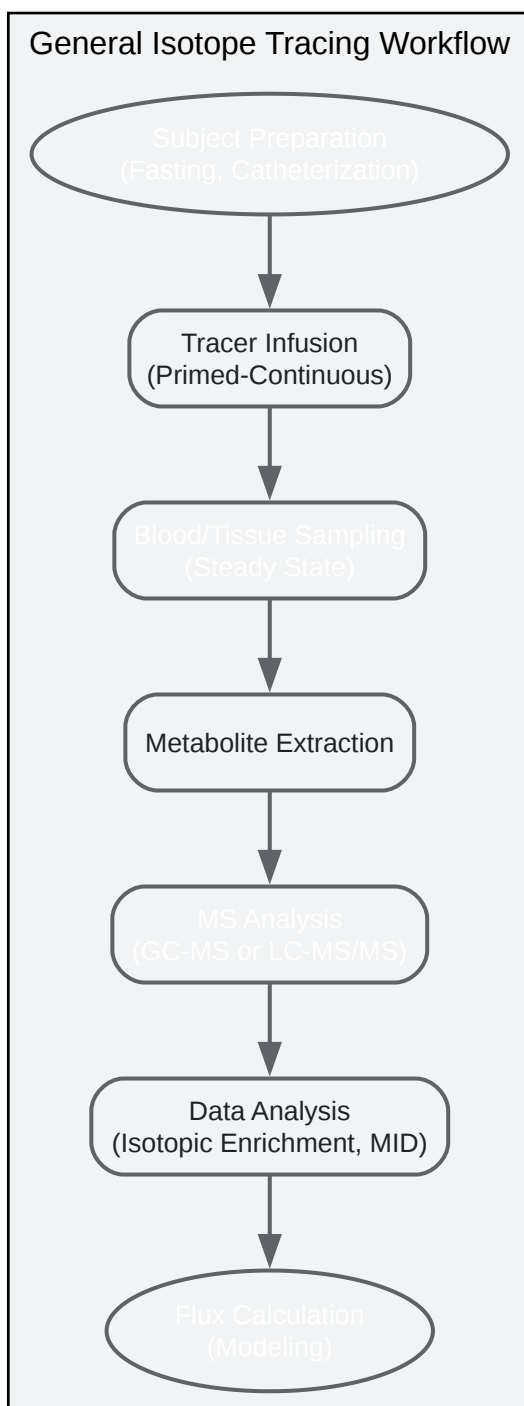 General Isotope Tracing Workflow
Subject Preparation
(Fasting, Catheterization)
Tracer Infusion
(Primed-Continuous)
Blood/Tissue Sampling
(Steady State)
Metabolite Extraction
MS Analysis
(GC-MS or LC-MS/MS)
Data Analysis
(Isotopic Enrichment, MID)
Flux Calculation
(Modeling)